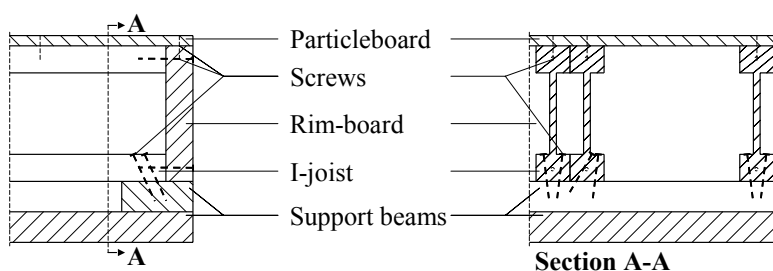 A
Particleboard
Screws
Rim-board
I-joist
Support beams
A
Section A-A